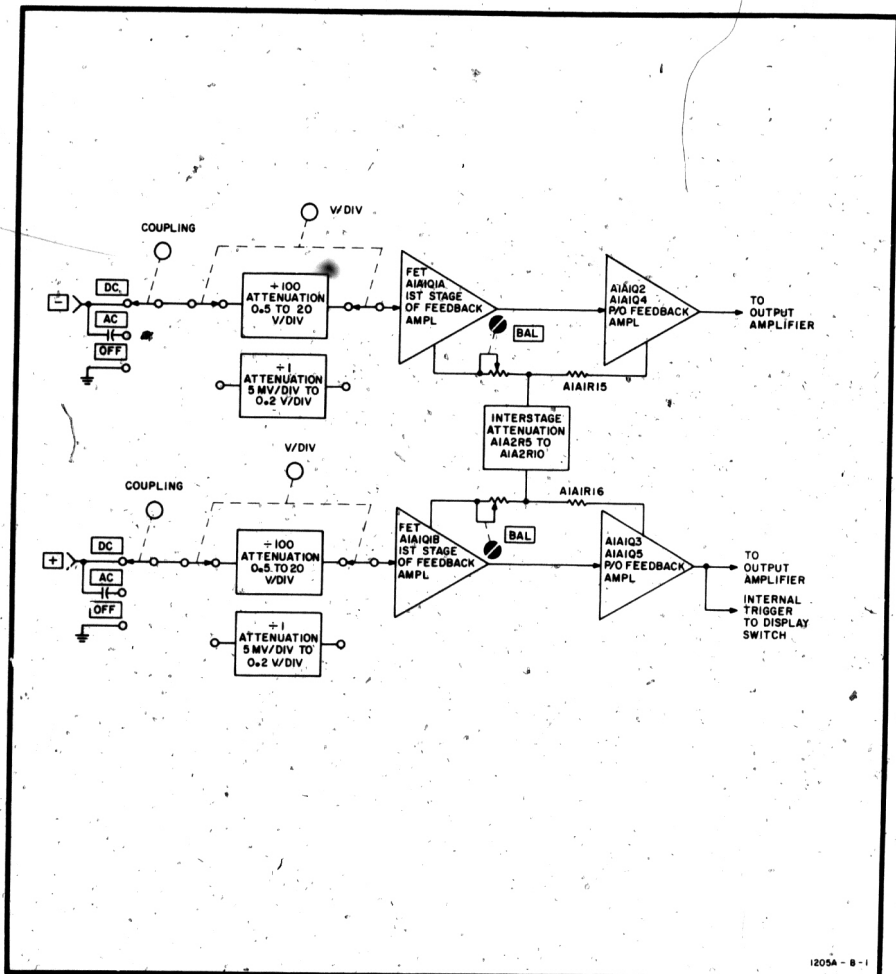 V/DIV
COUPLING
-
DC
AC
OFF
÷100
ATTENUATION
0.5 TO 20
V/DIV
÷1
ATTENUATION
5 MV/DIV TO
0.2 V/DIV
FET
A1A1Q1A
1ST STAGE
OF FEEDBACK
AMPL
BAL
A1A1Q2
A1A1Q4
P/O FEEDBACK
AMPL
TO
OUTPUT
AMPLIFIER
A1A1R15
INTERSTAGE
ATTENUATION
A1A2R5 TO
A1A2R10
V/DIV
COUPLING
+
DC
AC
OFF
÷100
ATTENUATION
0.5 TO 20
V/DIV
÷1
ATTENUATION
5 MV/DIV TO
0.2 V/DIV
FET
A1A1Q1B
1ST STAGE
OF FEEDBACK
AMPL
BAL
A1A1R16
A1A1Q3
A1A1Q5
P/O FEEDBACK
AMPL
TO
OUTPUT
AMPLIFIER
INTERNAL
TRIGGER
TO DISPLAY
SWITCH
1205A - B - 1